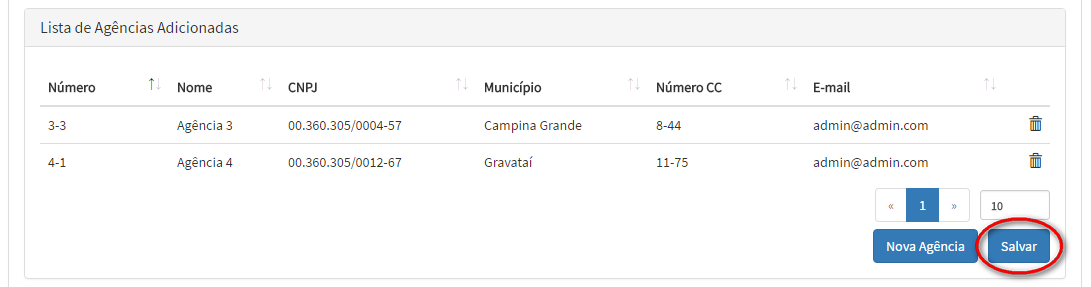 Lista de Agências Adicionadas
Número Nome CNPJ Município Número CC E-mail
3-3 Agência 3 00.360.305/0004-57 Campina Grande 8-44 admin@admin.com
4-1 Agência 4 00.360.305/0012-67 Gravataí 11-75 admin@admin.com
« 1 » 10
Nova Agência Salvar